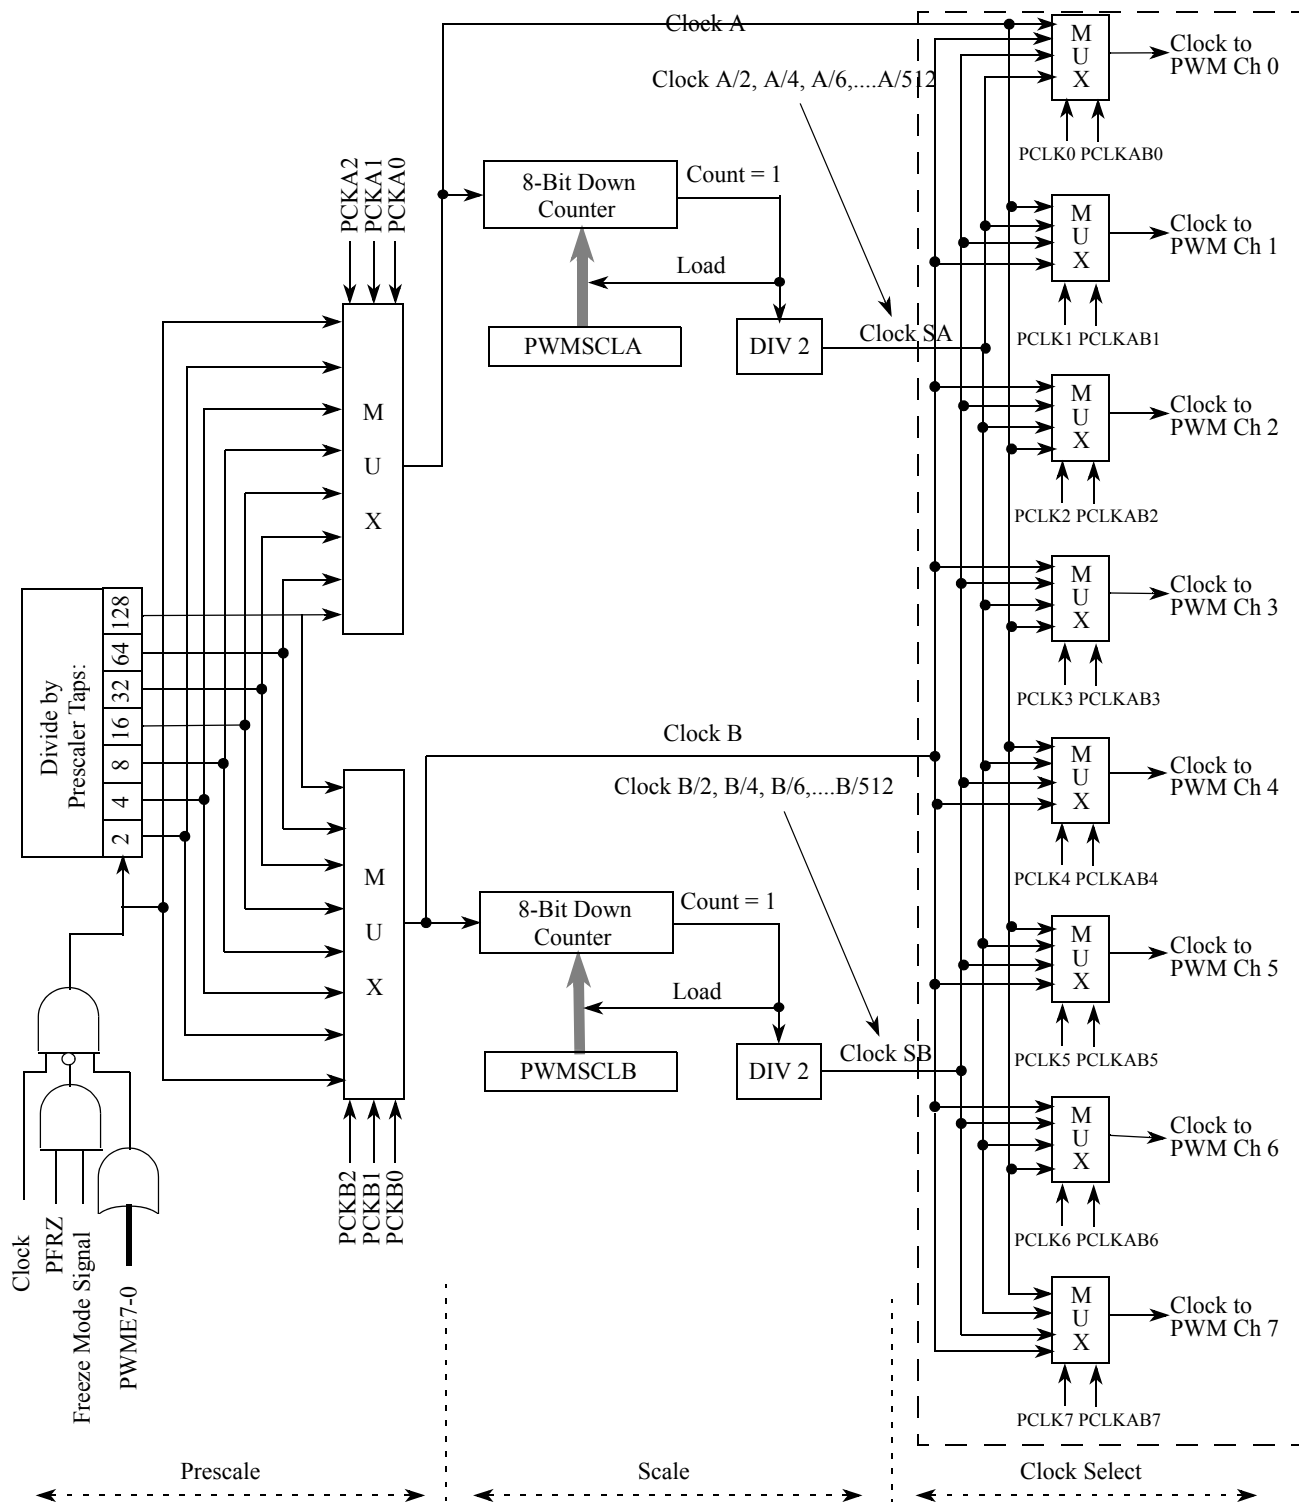 Clock A
Clock A/2, A/4, A/6,....A/512
PCKA2
PCKA1
PCKA0
8-Bit Down
Counter
Count = 1
Load
PWMSCLA
DIV 2
Clock SA
M
U
X
Divide by
Prescaler Taps:
128
64
32
16
8
4
2
Clock B
Clock B/2, B/4, B/6,....B/512
M
U
X
8-Bit Down
Counter
Count = 1
Load
PWMSCLB
DIV 2
Clock SB
PCKB2
PCKB1
PCKB0
Clock
PFRZ
Freeze Mode Signal
PWME7-0
M
U
X
Clock to
PWM Ch 0
PCLK0 PCLKAB0
M
U
X
Clock to
PWM Ch 1
PCLK1 PCLKAB1
M
U
X
Clock to
PWM Ch 2
PCLK2 PCLKAB2
M
U
X
Clock to
PWM Ch 3
PCLK3 PCLKAB3
M
U
X
Clock to
PWM Ch 4
PCLK4 PCLKAB4
M
U
X
Clock to
PWM Ch 5
PCLK5 PCLKAB5
M
U
X
Clock to
PWM Ch 6
PCLK6 PCLKAB6
M
U
X
Clock to
PWM Ch 7
PCLK7 PCLKAB7
Prescale
Scale
Clock Select